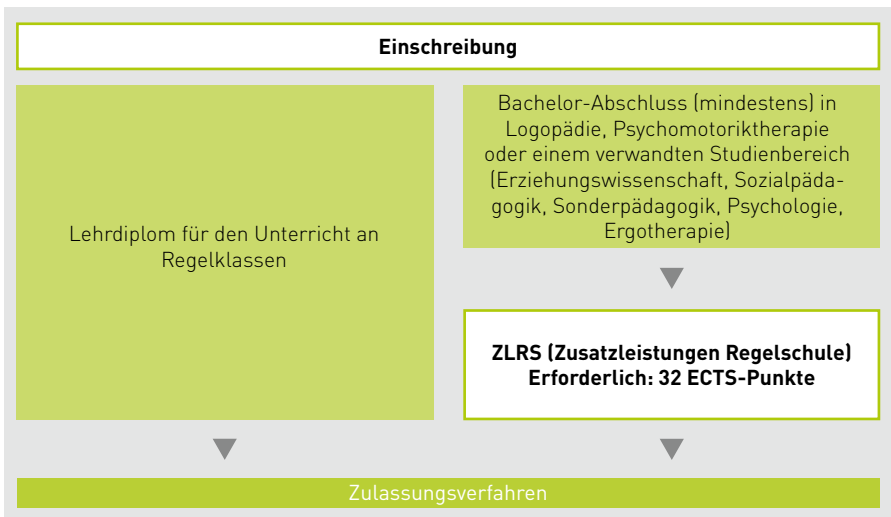 Einschreibung
Lehrdiplom für den Unterricht an
Regelklassen
Bachelor-Abschluss (mindestens) in
Logopädie, Psychomotoriktherapie
oder einem verwandten Studienbereich
(Erziehungswissenschaft, Sozialpäda-
gogik, Sonderpädagogik, Psychologie,
Ergotherapie)
ZLRS (Zusatzleistungen Regelschule)
Erforderlich: 32 ECTS-Punkte
Zulassungsverfahren